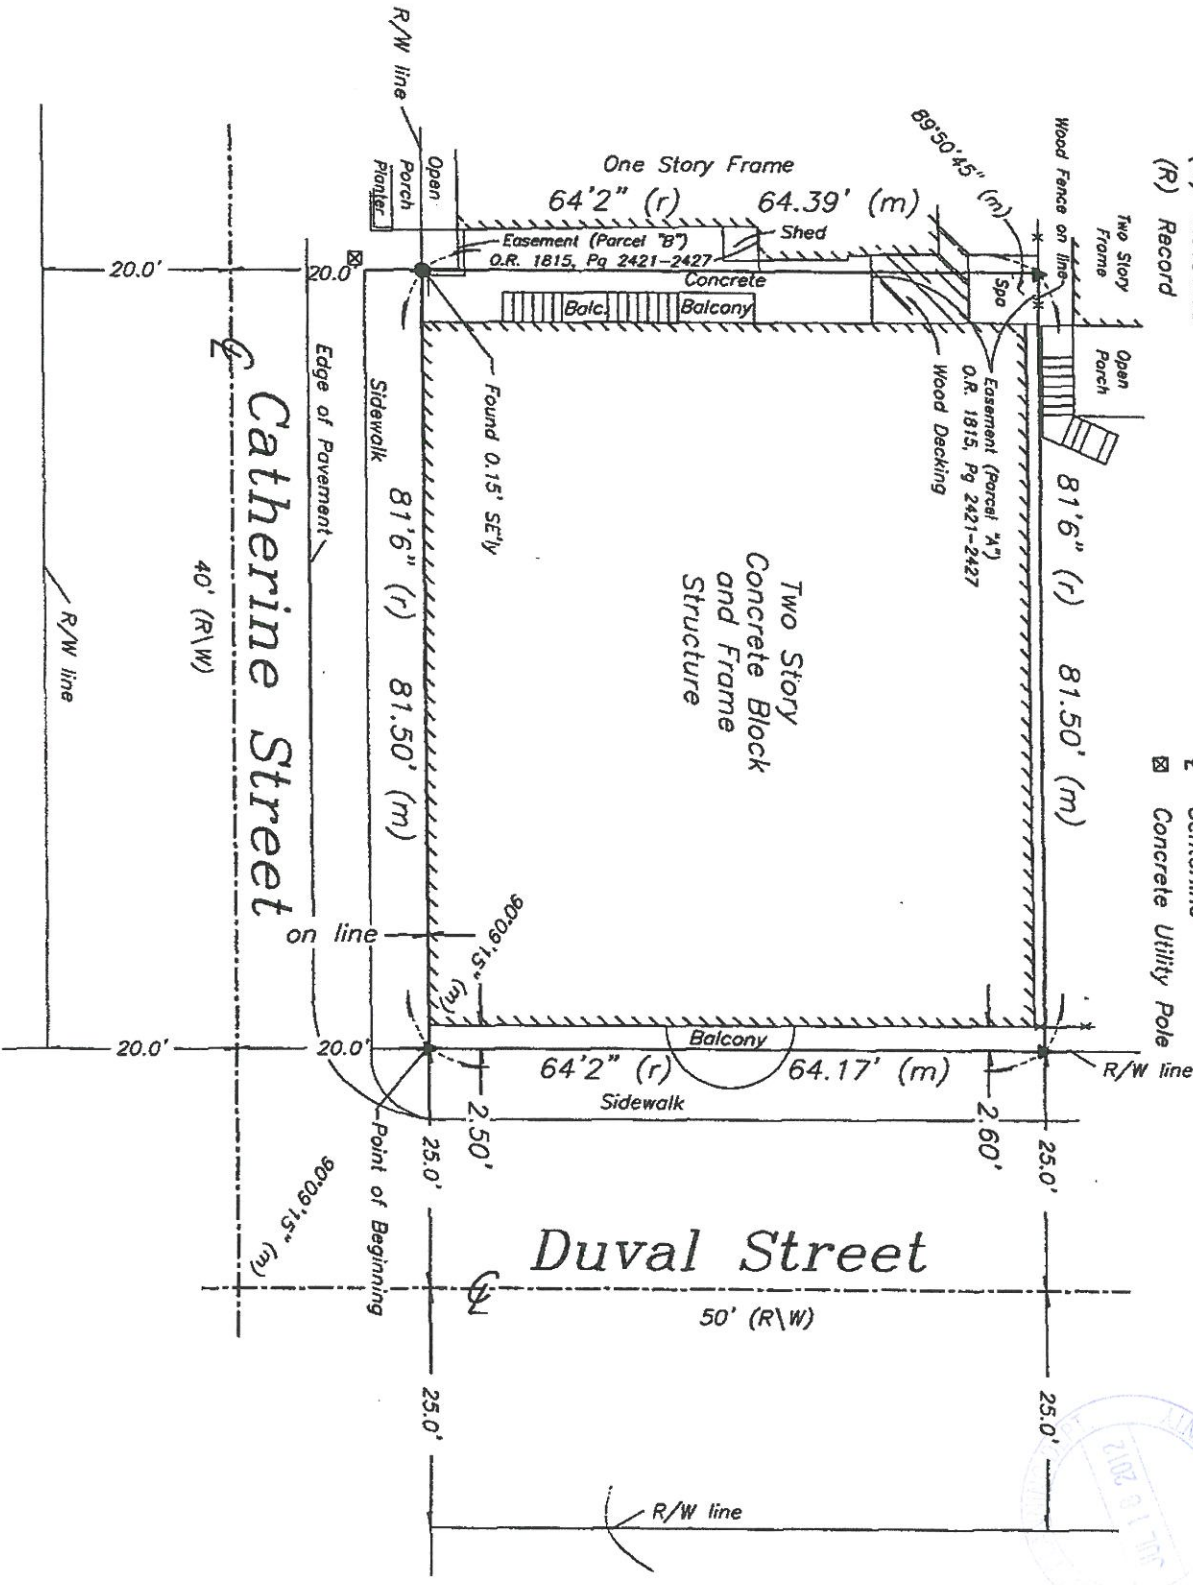 (R) Record
Centerline
⊠ Concrete Utility Pole
R/W line
Open
Porch
Planter
One Story Frame
64'2" (r) 64.39' (m)
Easement (Parcel "B")
O.R. 1815, Pg 2421-2427
Shed
Concrete
Balc.
Balcony
89°50'45" (m)
Wood Fence on line
Two Story
Frame
Open
Porch
Spa
Easement (Parcel "A")
O.R. 1815, Pg 2421-2427
Wood Decking
Found 0.15' SE'ly
81'6" (r) 81.50' (m)
Two Story
Concrete Block
and Frame
Structure
20.0'
20.0'
Edge of Pavement
Sidewalk
81'6" (r) 81.50' (m)
Catherine Street
40' (R\W)
R/W line
on line
90°09'15" (m)
20.0'
20.0'
Balcony
64'2" (r) 64.17' (m)
Sidewalk
2.50'
2.60'
R/W line
Point of Beginning
90°09'15" (m)
25.0'
25.0'
Duval Street
50' (R\W)
25.0'
25.0'
R/W line
JUL 18 2012